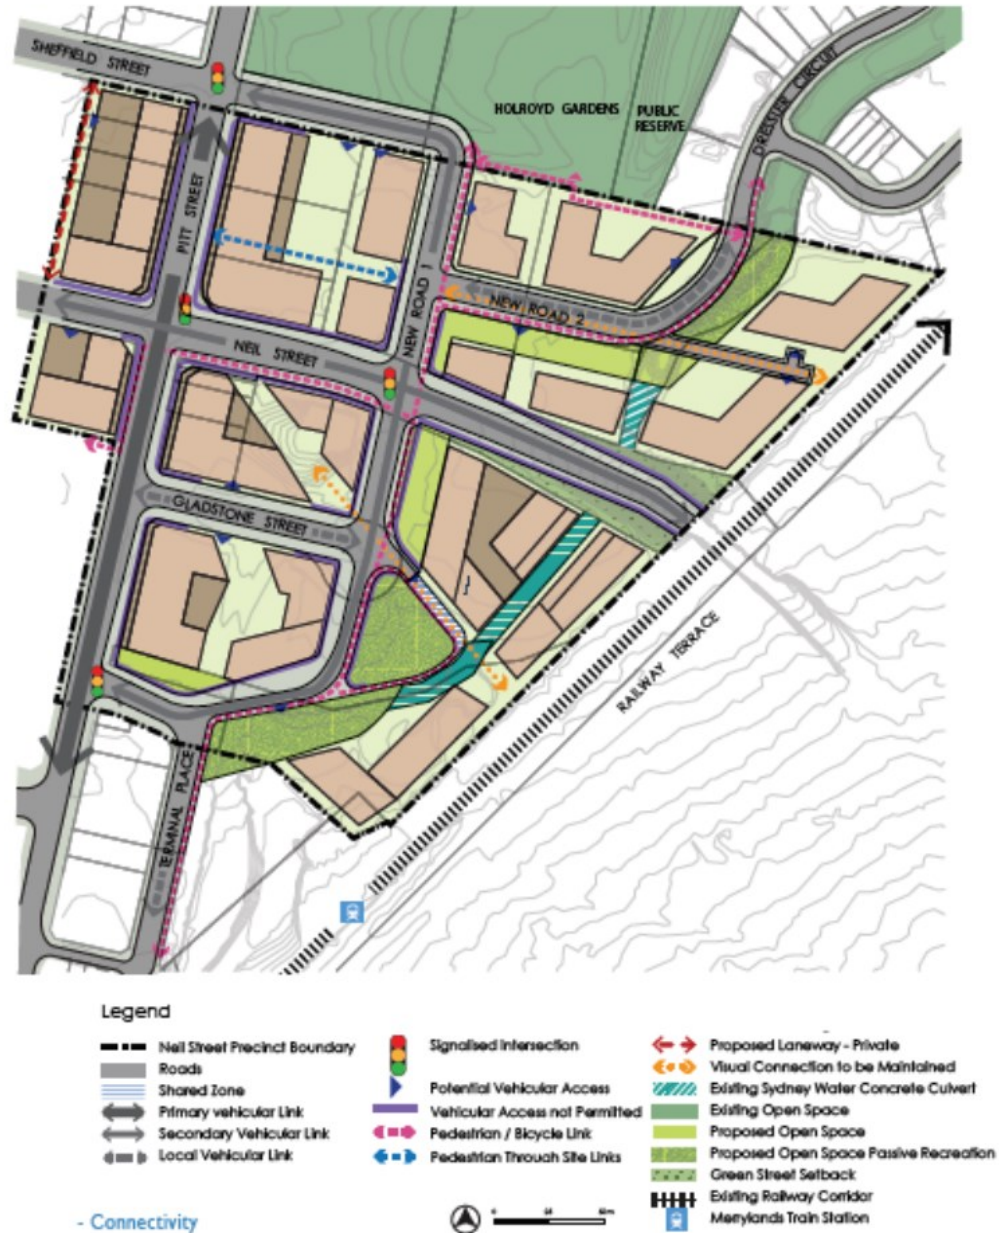 SHEFFIELD STREET
HOLROYD GARDENS PUBLIC
RESERVE
DRESSLER CIRCUIT
PITT STREET
NEW ROAD 1
NEW ROAD 2
NEIL STREET
GLADSTONE STREET
RAILWAY TERRACE
TERMINAL PLACE
Legend
Neil Street Precinct Boundary
Roads
Shared Zone
Primary vehicular Link
Secondary Vehicular Link
Local Vehicular Link
Signalised Intersection
Potential Vehicular Access
Vehicular Access not Permitted
Pedestrian / Bicycle Link
Pedestrian Through Site Links
Proposed Laneway - Private
Visual Connection to be Maintained
Existing Sydney Water Concrete Culvert
Existing Open Space
Proposed Open Space
Proposed Open Space Passive Recreation
Green Street Setback
Existing Railway Corridor
Merrylands Train Station
- Connectivity
0